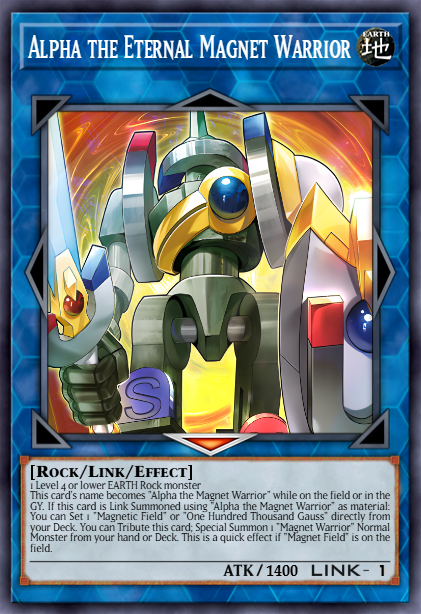 Alpha the Eternal Magnet Warrior
EARTH
地
S
[Rock/Link/Effect]
1 Level 4 or lower EARTH Rock monster
This card's name becomes "Alpha the Magnet Warrior" while on the field or in the
GY. If this card is Link Summoned using "Alpha the Magnet Warrior" as material:
You can Set 1 "Magnetic Field" or "One Hundred Thousand Gauss" directly from
your Deck. You can Tribute this card; Special Summon 1 "Magnet Warrior" Normal
Monster from your hand or Deck. This is a quick effect if "Magnet Field" is on the
field.
ATK / 1400 LINK- 1